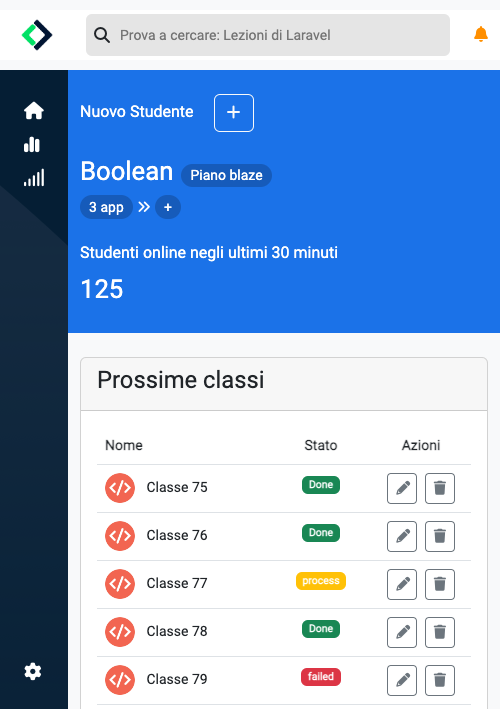 Prova a cercare: Lezioni di Laravel
Nuovo Studente +
Boolean Piano blaze
3 app » +
Studenti online negli ultimi 30 minuti
125
Prossime classi
Nome Stato Azioni
</> Classe 75 Done
</> Classe 76 Done
</> Classe 77 process
</> Classe 78 Done
</> Classe 79 failed